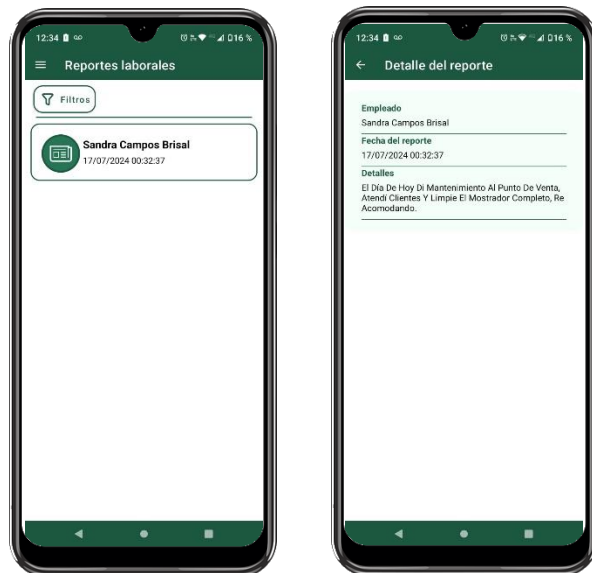 12:34 16 %
Reportes laborales
Filtros
Sandra Campos Brisal
17/07/2024 00:32:37
12:34 16 %
Detalle del reporte
Empleado
Sandra Campos Brisal
Fecha del reporte
17/07/2024 00:32:37
Detalles
El Día De Hoy Di Mantenimiento Al Punto De Venta,
Atendí Clientes Y Limpie El Mostrador Completo, Re
Acomodando.